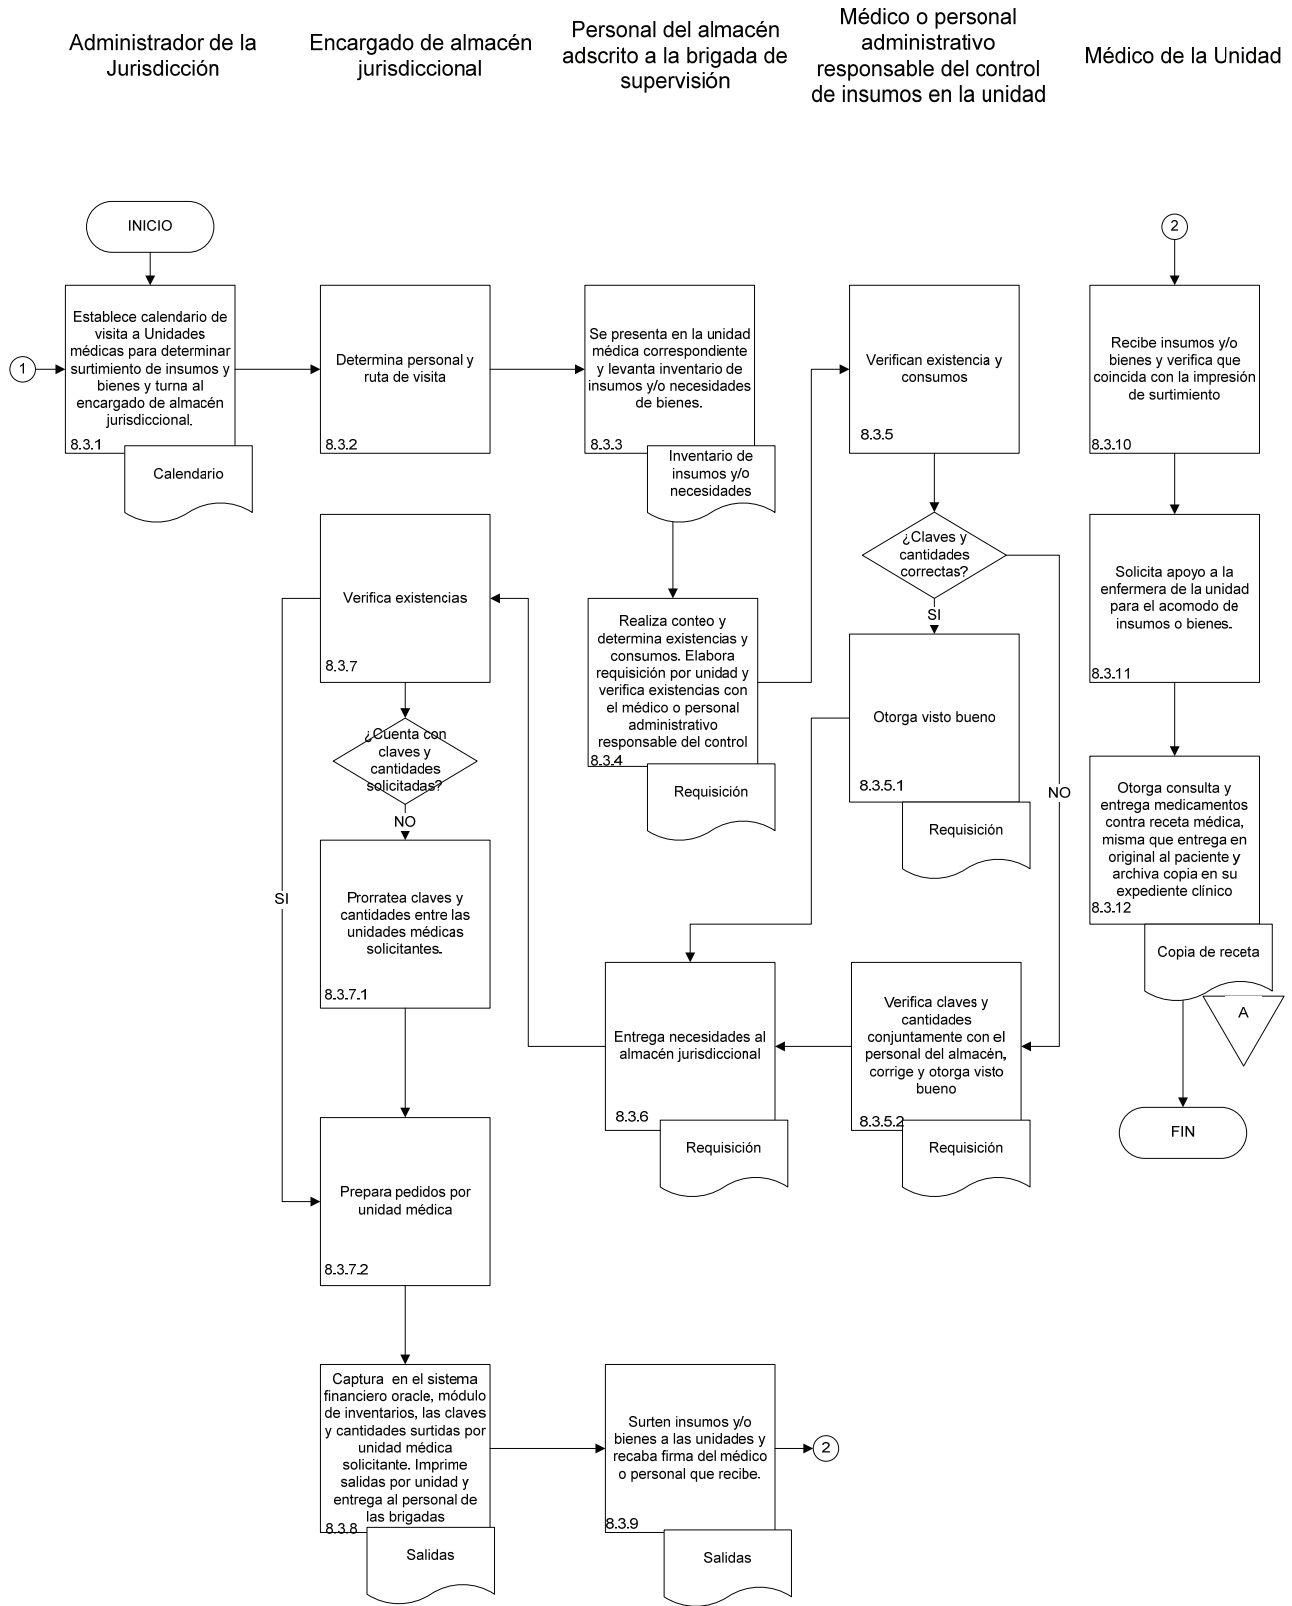 Administrador de la
Jurisdicción
Encargado de almacén
jurisdiccional
Personal del almacén
adscrito a la brigada de
supervisión
Médico o personal
administrativo
responsable del control
de insumos en la unidad
Médico de la Unidad
INICIO
2
1
Establece calendario de
visita a Unidades
médicas para determinar
surtimiento de insumos
y bienes y turna al
encargado de almacén
jurisdiccional.
8.3.1
Calendario
Determina personal y
ruta de visita
8.3.2
Se presenta en la unidad
médica correspondiente
y levanta inventario de
insumos y/o necesidades
de bienes.
8.3.3
Inventario de
insumos y/o
necesidades
Verifican existencia y
consumos
8.3.5
Recibe insumos y/o
bienes y verifica que
coincida con la impresión
de surtimiento
8.3.10
¿Claves y
cantidades
correctas?
SI
NO
Verifica existencias
8.3.7
Realiza conteo y
determina existencias y
consumos. Elabora
requisición por unidad y
verifica existencias con
el médico o personal
administrativo
responsable del control
8.3.4
Requisición
Otorga visto bueno
8.3.5.1
Requisición
Solicita apoyo a la
enfermera de la unidad
para el acomodo de
insumos o bienes.
8.3.11
¿Cuenta con
claves y
cantidades
solicitadas?
NO
SI
Otorga consulta y
entrega medicamentos
contra receta médica,
misma que entrega en
original al paciente y
archiva copia en su
expediente clínico
8.3.12
Copia de receta
A
FIN
Prorratea claves y
cantidades entre las
unidades médicas
solicitantes.
8.3.7.1
Entrega necesidades al
almacén jurisdiccional
8.3.6
Requisición
Verifica claves y
cantidades
conjuntamente con el
personal del almacén,
corrige y otorga visto
bueno
8.3.5.2
Requisición
Prepara pedidos por
unidad médica
8.3.7.2
Captura en el sistema
financiero oracle, módulo
de inventarios, las claves
y cantidades surtidas por
unidad médica
solicitante. Imprime
salidas por unidad y
entrega al personal de
las brigadas
8.3.8
Salidas
Surten insumos y/o
bienes a las unidades y
recaba firma del médico
o personal que recibe.
8.3.9
Salidas
2